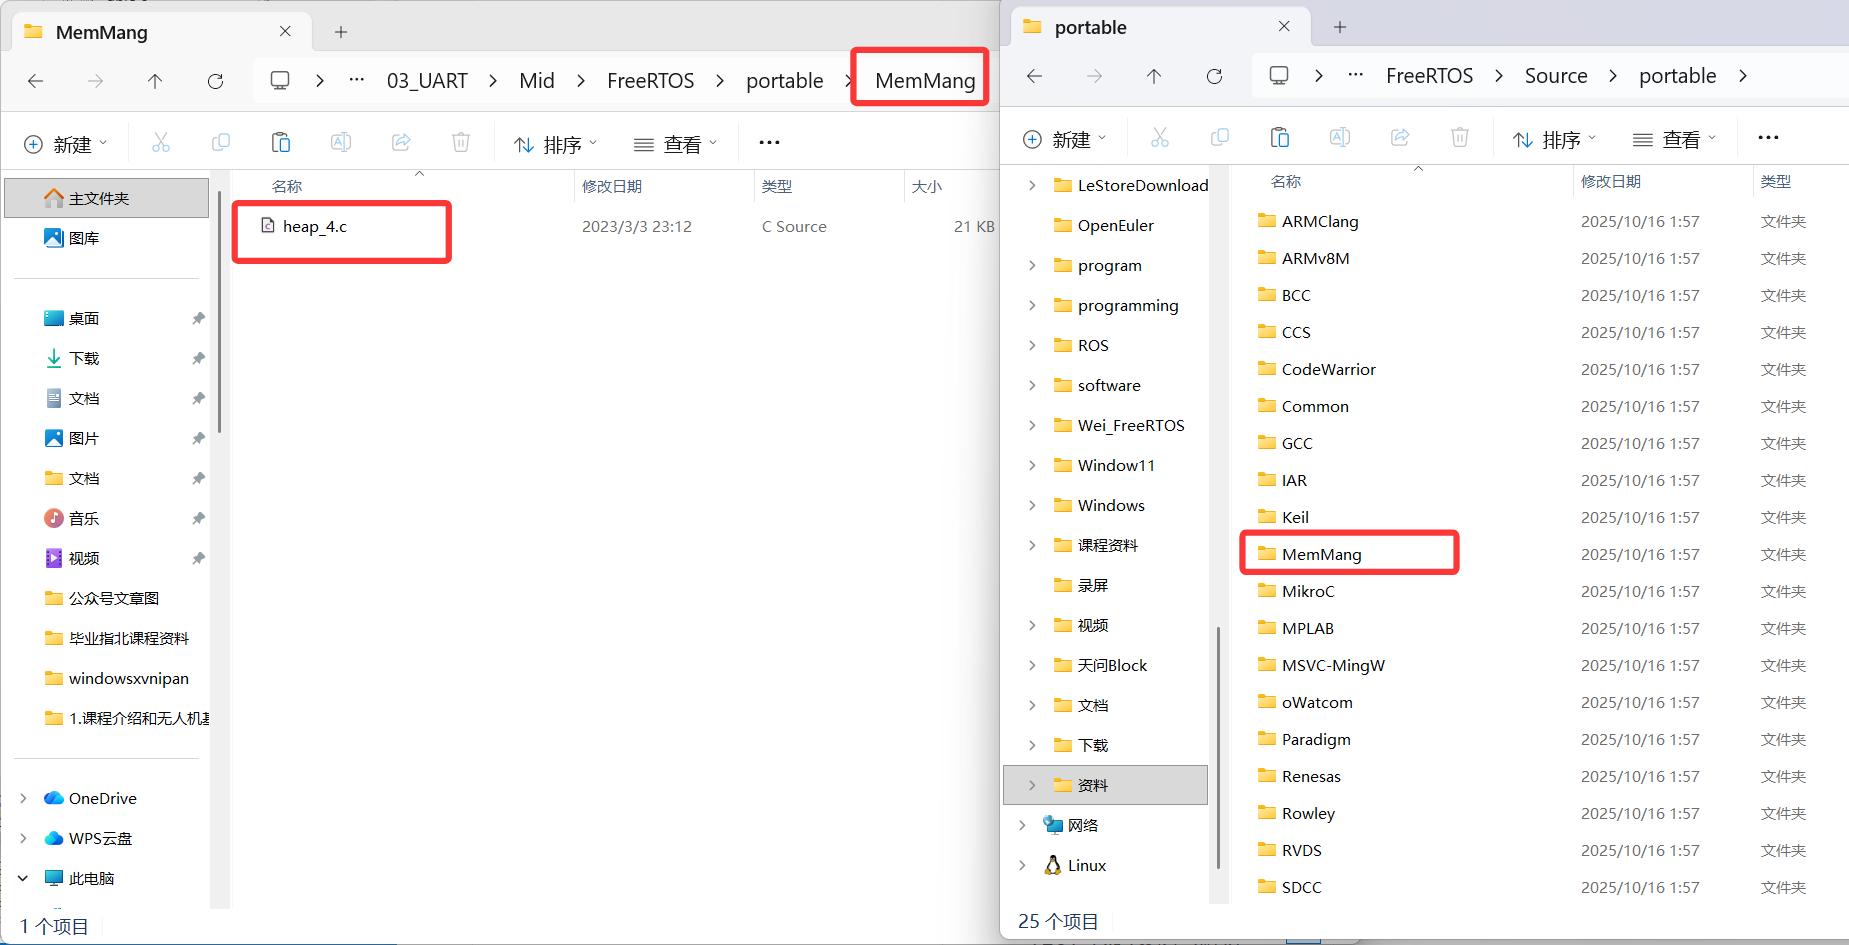 MemMang
03_UART
Mid
FreeRTOS
portable
MemMang
新建
排序
查看
主文件夹
图库
桌面
下载
文档
图片
文档
音乐
视频
公众号文章图
毕业指北课程资料
windowsxvnipan
1.课程介绍和无人机基
OneDrive
WPS云盘
此电脑
名称 修改日期 类型 大小
heap_4.c 2023/3/3 23:12 C Source 21 KB
1 个项目
portable
FreeRTOS
Source
portable
新建
排序
查看
LeStoreDownload
OpenEuler
program
programming
ROS
software
Wei_FreeRTOS
Window11
Windows
课程资料
录屏
视频
天问Block
文档
下载
资料
网络
Linux
名称 修改日期 类型
ARMClang 2025/10/16 1:57 文件夹
ARMv8M 2025/10/16 1:57 文件夹
BCC 2025/10/16 1:57 文件夹
CCS 2025/10/16 1:57 文件夹
CodeWarrior 2025/10/16 1:57 文件夹
Common 2025/10/16 1:57 文件夹
GCC 2025/10/16 1:57 文件夹
IAR 2025/10/16 1:57 文件夹
Keil 2025/10/16 1:57 文件夹
MemMang 2025/10/16 1:57 文件夹
MikroC 2025/10/16 1:57 文件夹
MPLAB 2025/10/16 1:57 文件夹
MSVC-MingW 2025/10/16 1:57 文件夹
oWatcom 2025/10/16 1:57 文件夹
Paradigm 2025/10/16 1:57 文件夹
Renesas 2025/10/16 1:57 文件夹
Rowley 2025/10/16 1:57 文件夹
RVDS 2025/10/16 1:57 文件夹
SDCC 2025/10/16 1:57 文件夹
25 个项目